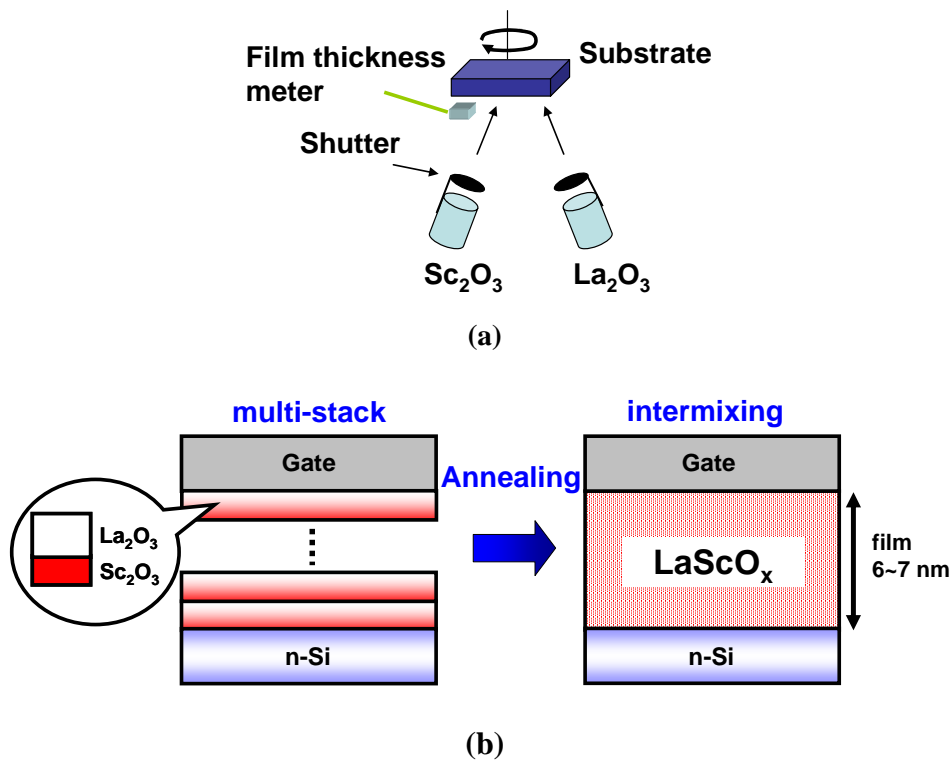 Film thickness
meter
Substrate
Shutter
Sc₂O₃
La₂O₃
(a)
multi-stack
intermixing
Gate
Gate
Annealing
La₂O₃
Sc₂O₃
LaScOₓ
film
6~7 nm
n-Si
n-Si
(b)